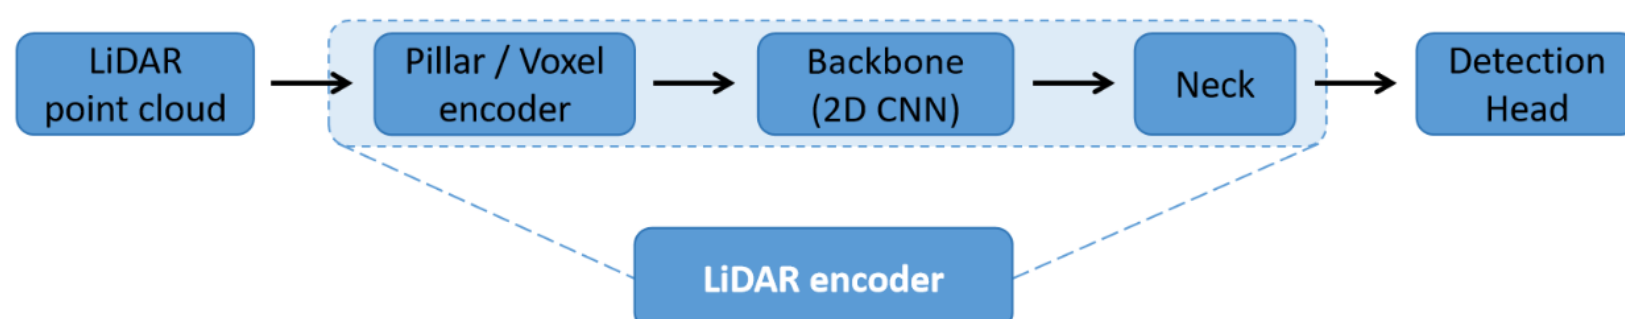 LiDAR
point cloud
Pillar / Voxel
encoder
Backbone
(2D CNN)
Neck
Detection
Head
LiDAR encoder